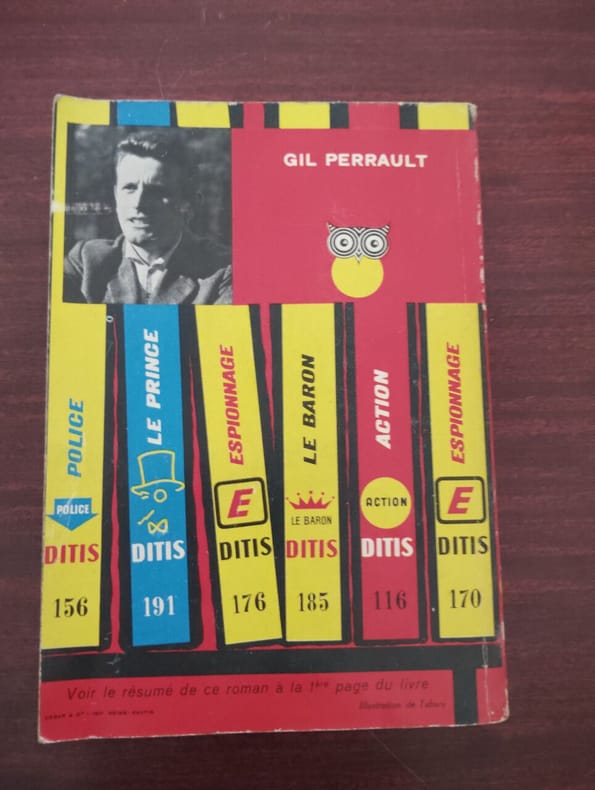 GIL PERRAULT
POLICE
POLICE
DITIS
156
LE PRINCE
DITIS
191
ESPIONNAGE
E
DITIS
176
LE BARON
LE BARON
DITIS
185
ACTION
ACTION
DITIS
116
ESPIONNAGE
E
DITIS
170
Voir le résumé de ce roman à la 1ère page du livre
Illustration de